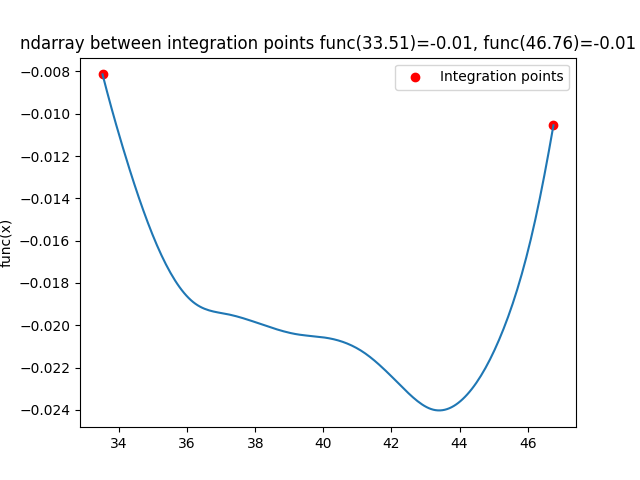 ndarray between integration points func(33.51)=-0.01, func(46.76)=-0.01
Integration points
−0.008
−0.010
−0.012
−0.014
−0.016
−0.018
−0.020
−0.022
−0.024
func(x)
34 36 38 40 42 44 46